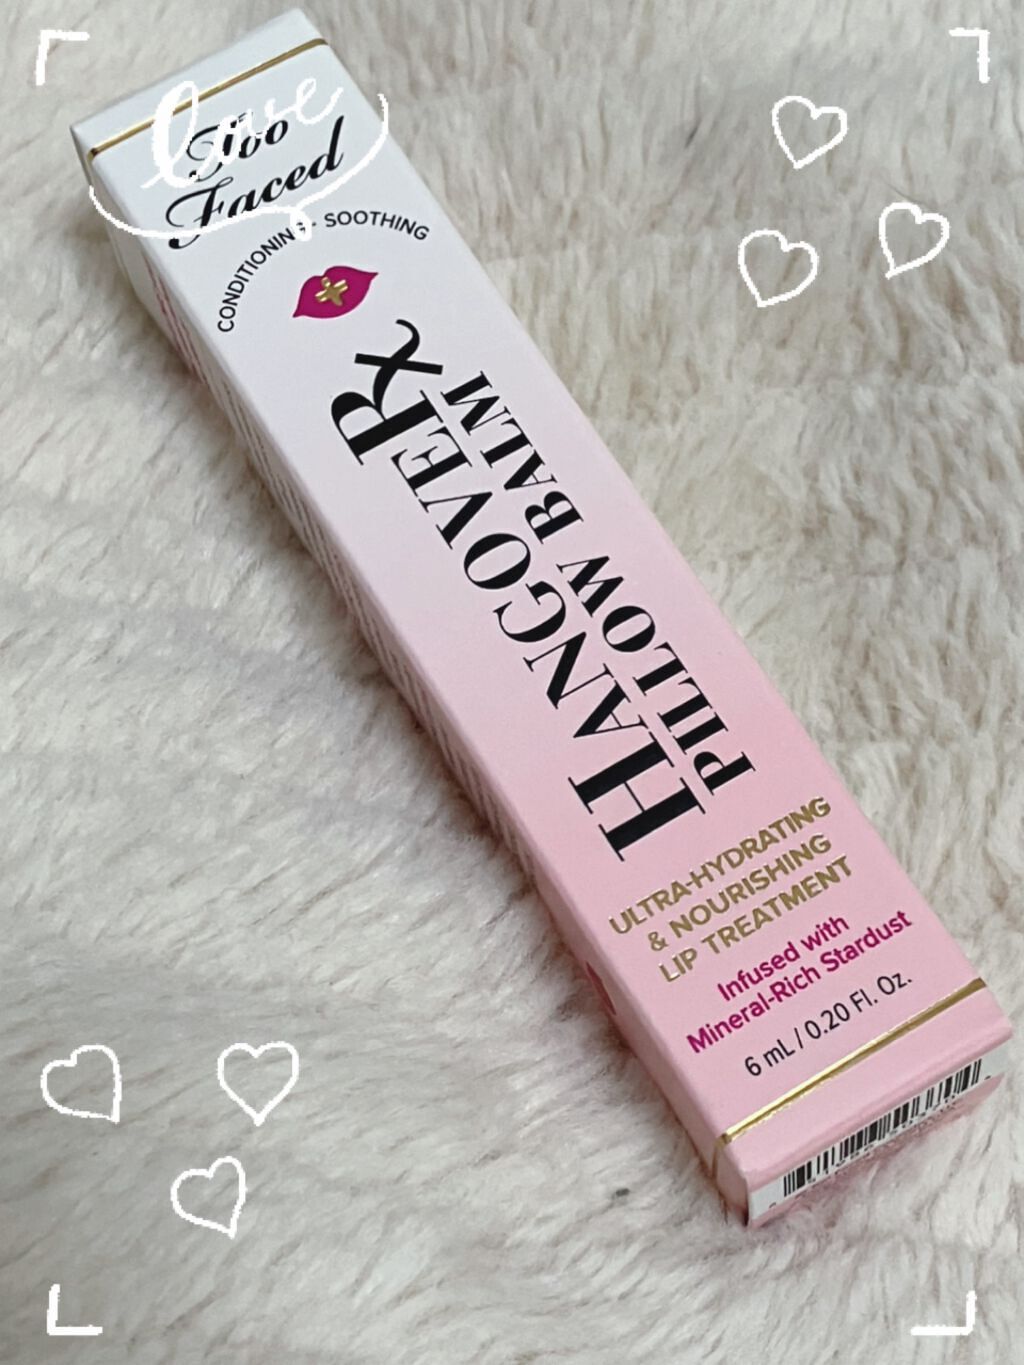 love
Too
Faced
CONDITIONING · SOOTHING
HANGOVERx
PILLOW BALM
ULTRA-HYDRATING
& NOURISHING
LIP TREATMENT
Infused with
Mineral-Rich Stardust
6 mL / 0.20 Fl. Oz.